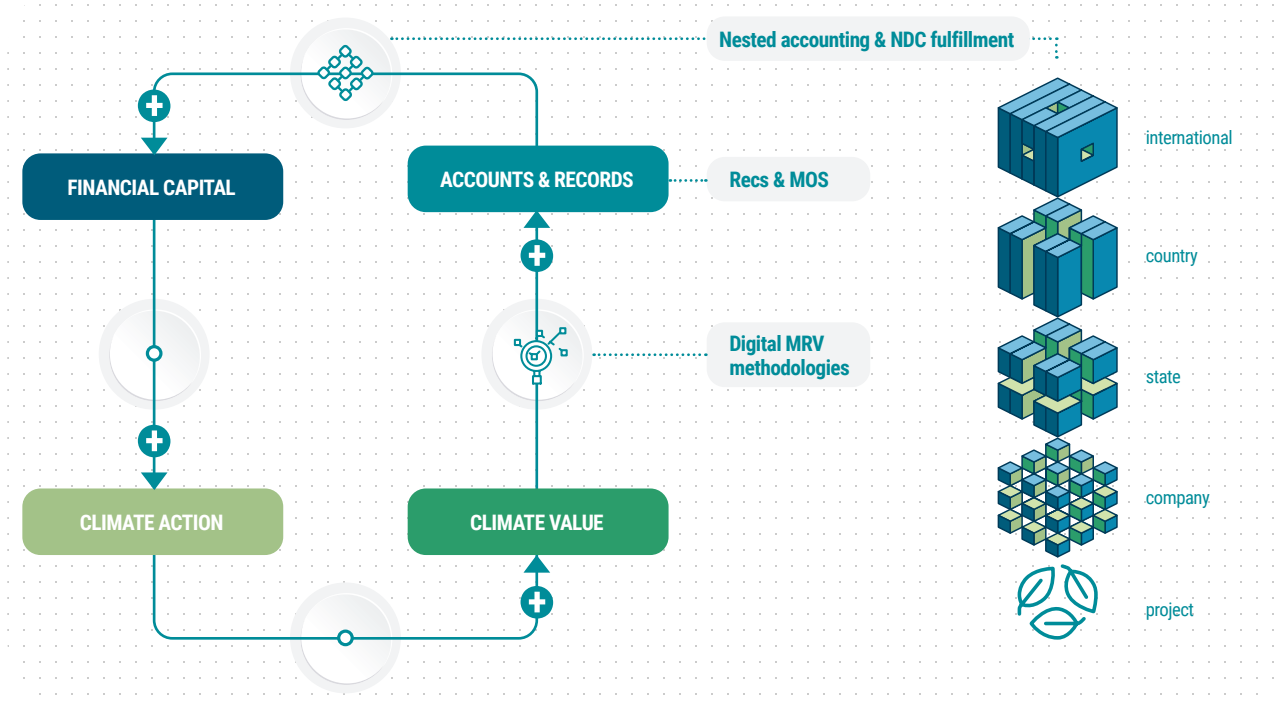 Nested accounting & NDC fulfillment
international
FINANCIAL CAPITAL
ACCOUNTS & RECORDS
Recs & MOS
country
Digital MRV
methodologies
state
company
CLIMATE ACTION
CLIMATE VALUE
project